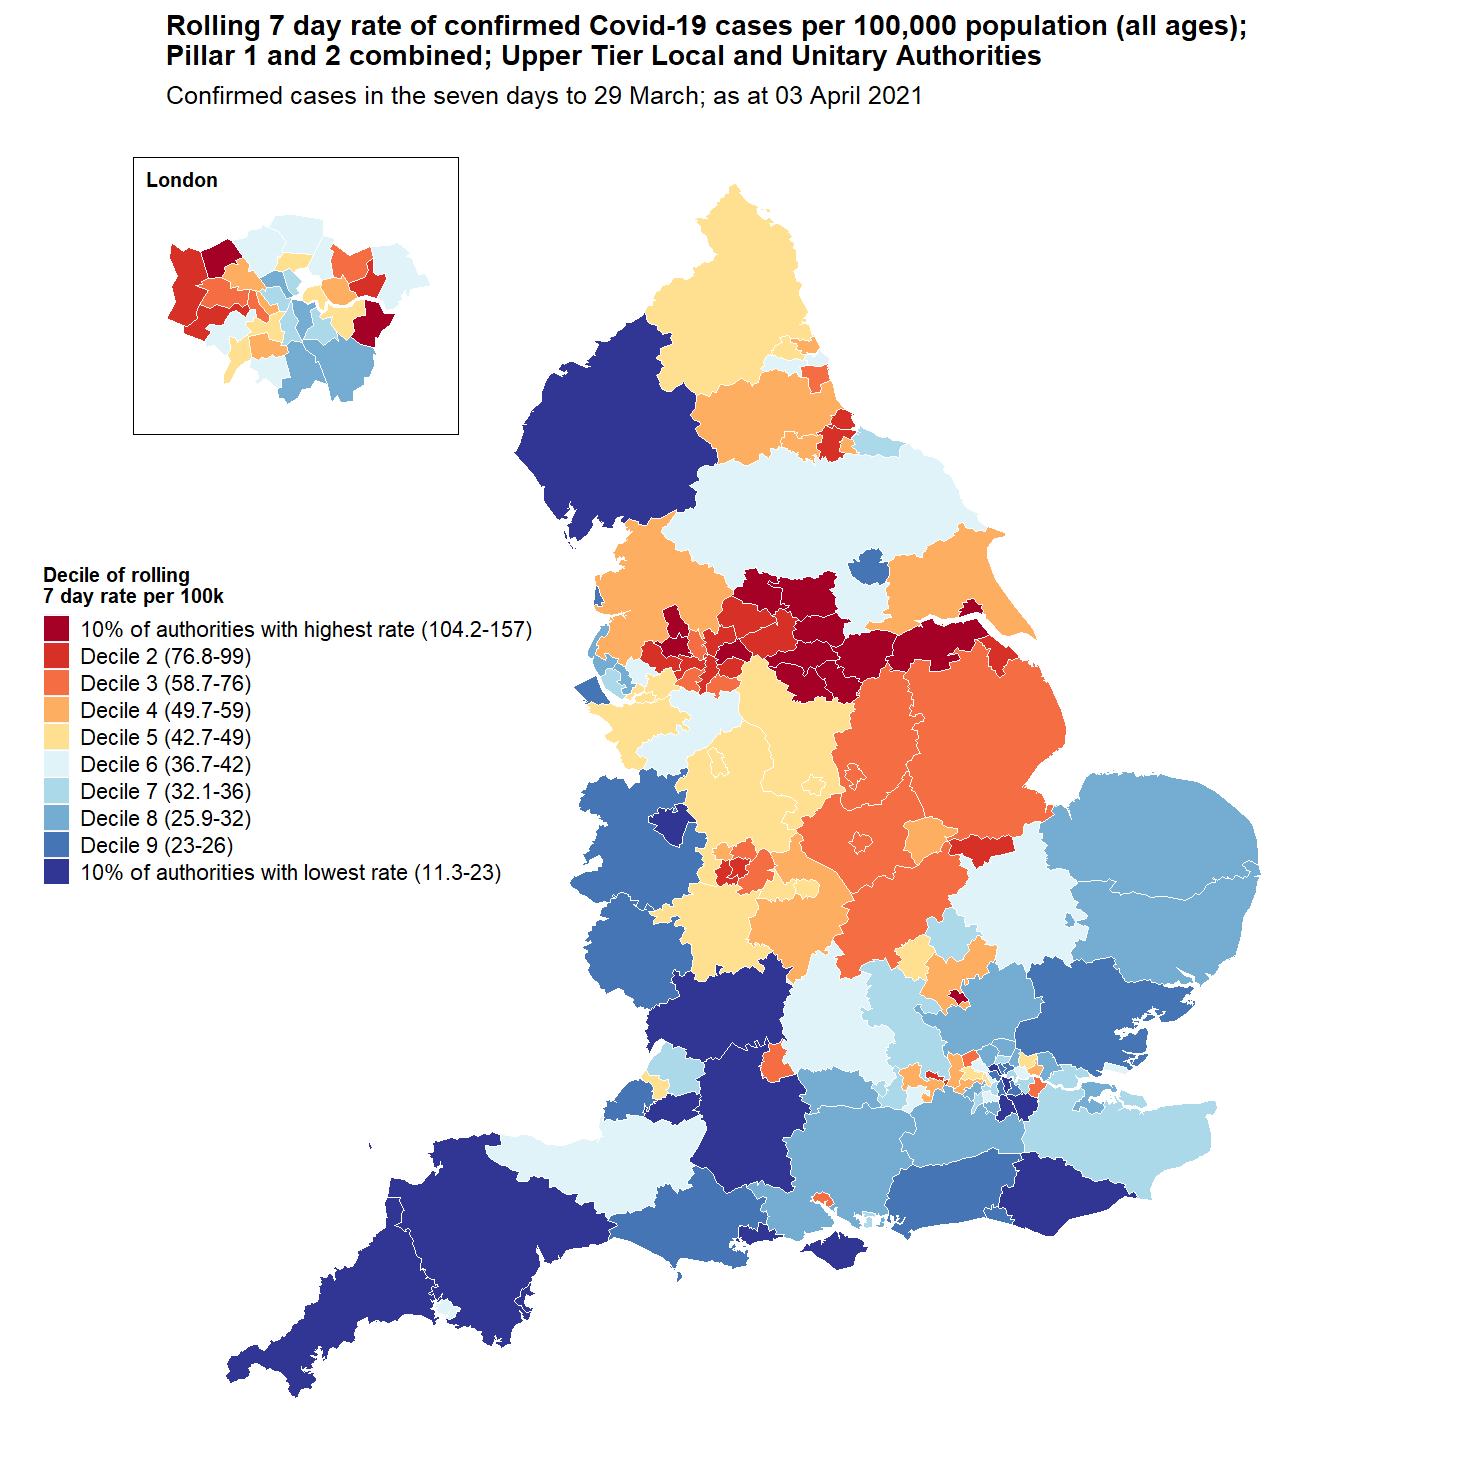 Rolling 7 day rate of confirmed Covid-19 cases per 100,000 population (all ages);
Pillar 1 and 2 combined; Upper Tier Local and Unitary Authorities
Confirmed cases in the seven days to 29 March; as at 03 April 2021
London
Decile of rolling
7 day rate per 100k
10% of authorities with highest rate (104.2-157)
Decile 2 (76.8-99)
Decile 3 (58.7-76)
Decile 4 (49.7-59)
Decile 5 (42.7-49)
Decile 6 (36.7-42)
Decile 7 (32.1-36)
Decile 8 (25.9-32)
Decile 9 (23-26)
10% of authorities with lowest rate (11.3-23)